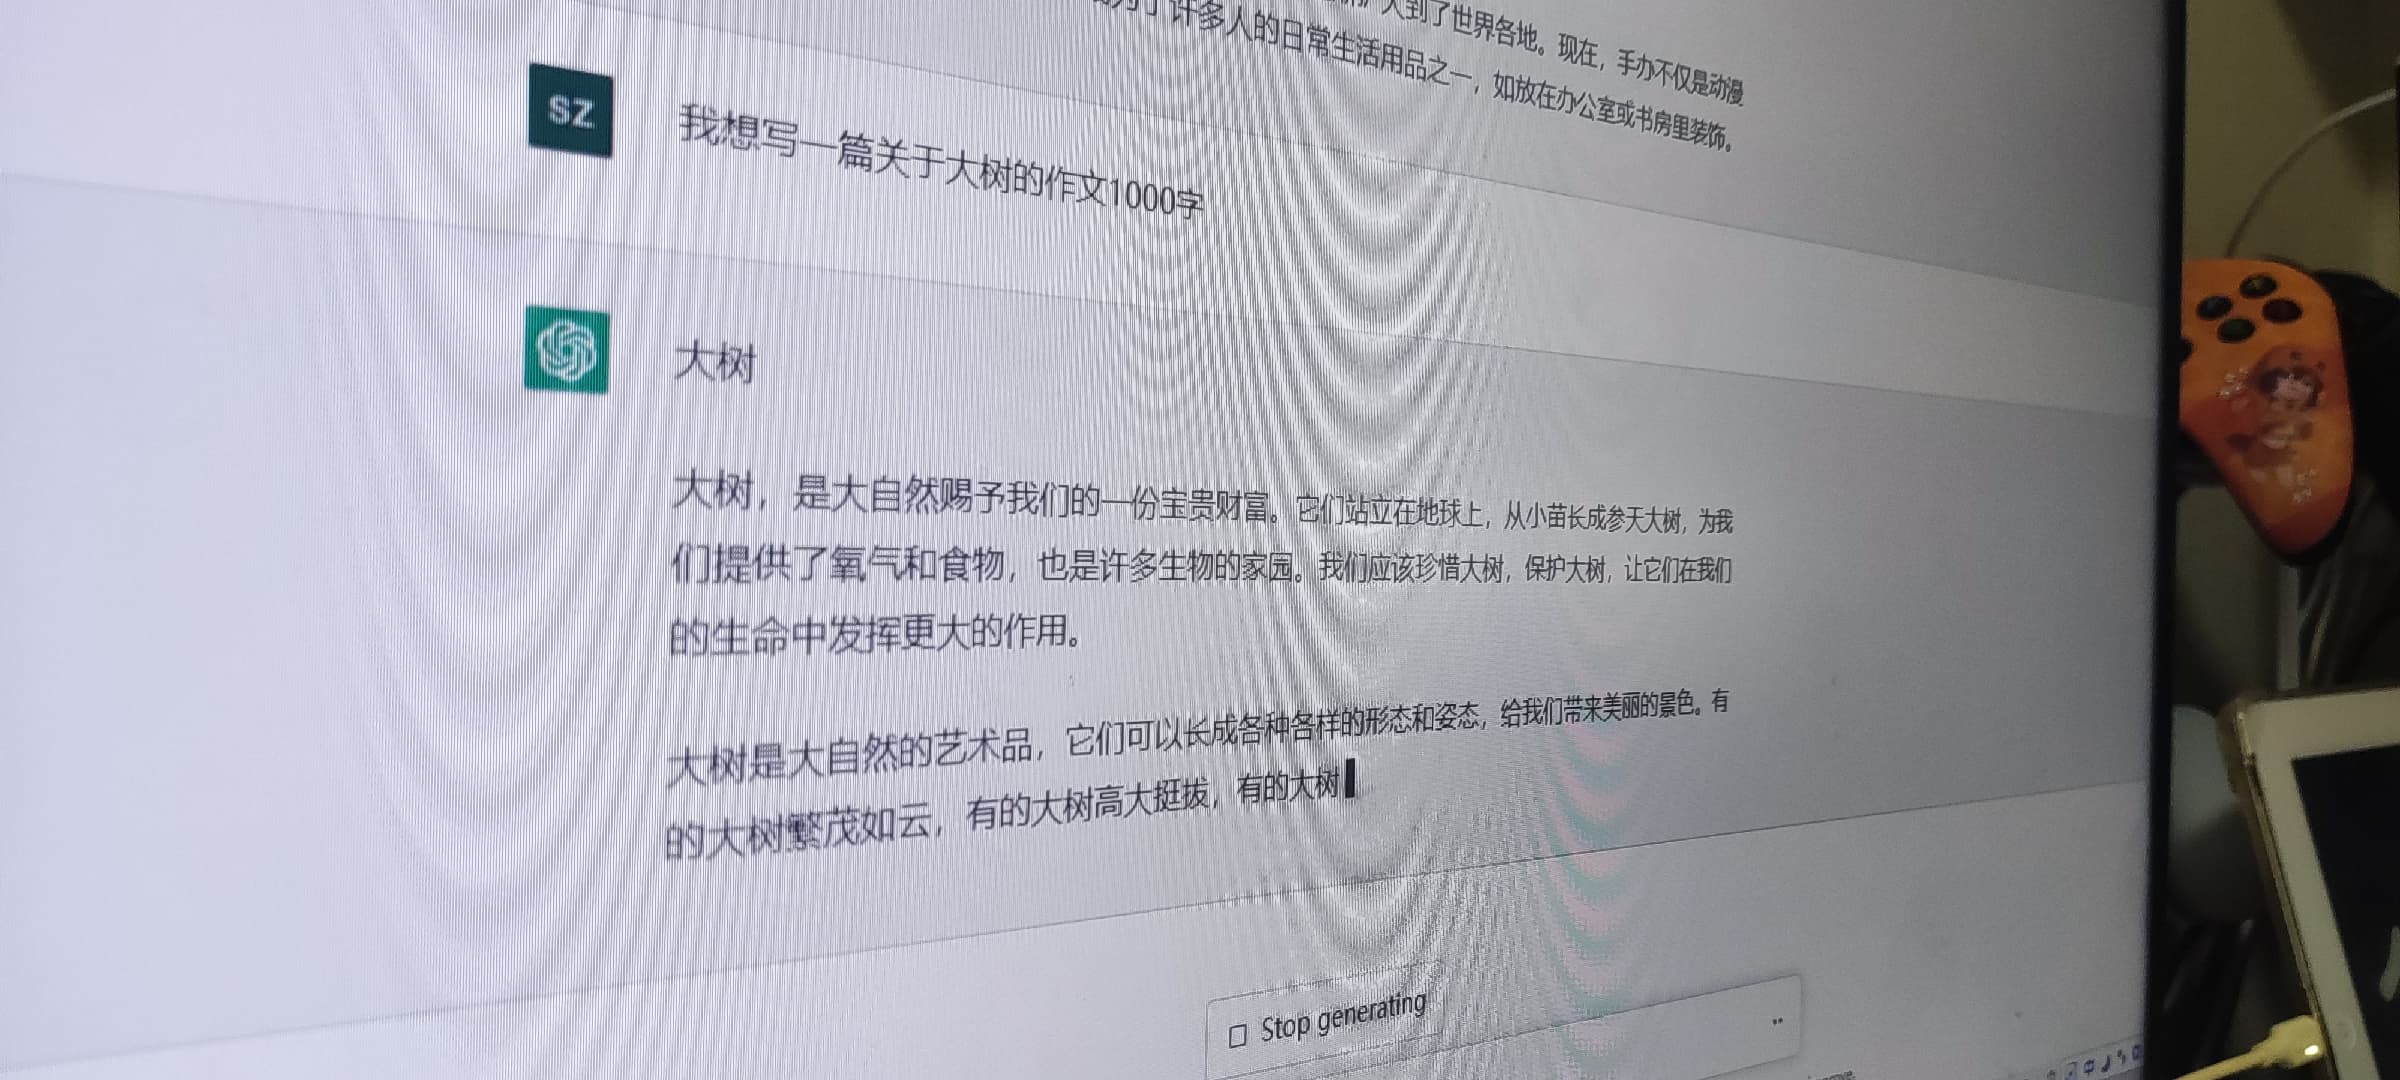 到了世界各地。现在，手办不仅是动漫
许多人的日常生活用品之一，如放在办公室或书房里装饰。
SZ
我想写一篇关于大树的作文1000字
大树
大树，是大自然赐予我们的一份宝贵财富。它们站立在地球上，从小苗长成参天大树，为我
们提供了氧气和食物，也是许多生物的家园。我们应该珍惜大树，保护大树，让它们在我们
的生命中发挥更大的作用。
大树是大自然的艺术品，它们可以长成各种各样的形态和姿态，给我们带来美丽的景色。有
的大树繁茂如云，有的大树高大挺拔，有的大树
Stop generating
中